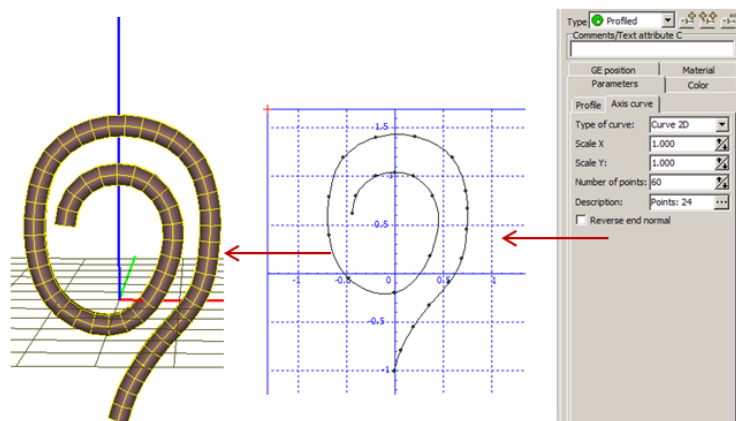 Type Profiled
Comments/Text attribute C
GE position Material
Parameters Color
Profile Axis curve
Type of curve: Curve 2D
Scale X 1.000
Scale Y: 1.000
Number of points: 60
Description: Points: 24 ...
Reverse end normal
1.5
1
0.5
-1 -0.5 0 0.5 1
-0.5
-1